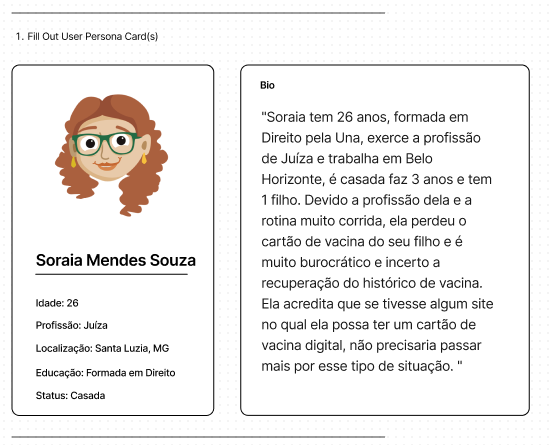 1. Fill Out User Persona Card(s)
Soraia Mendes Souza
Idade: 26
Profissão: Juíza
Localização: Santa Luzia, MG
Educação: Formada em Direito
Status: Casada
Bio
"Soraia tem 26 anos, formada em
Direito pela Una, exerce a profissão
de Juíza e trabalha em Belo
Horizonte, é casada faz 3 anos e tem
1 filho. Devido a profissão dela e a
rotina muito corrida, ela perdeu o
cartão de vacina do seu filho e é
muito burocrático e incerto a
recuperação do histórico de vacina.
Ela acredita que se tivesse algum site
no qual ela possa ter um cartão de
vacina digital, não precisaria passar
mais por esse tipo de situação. "